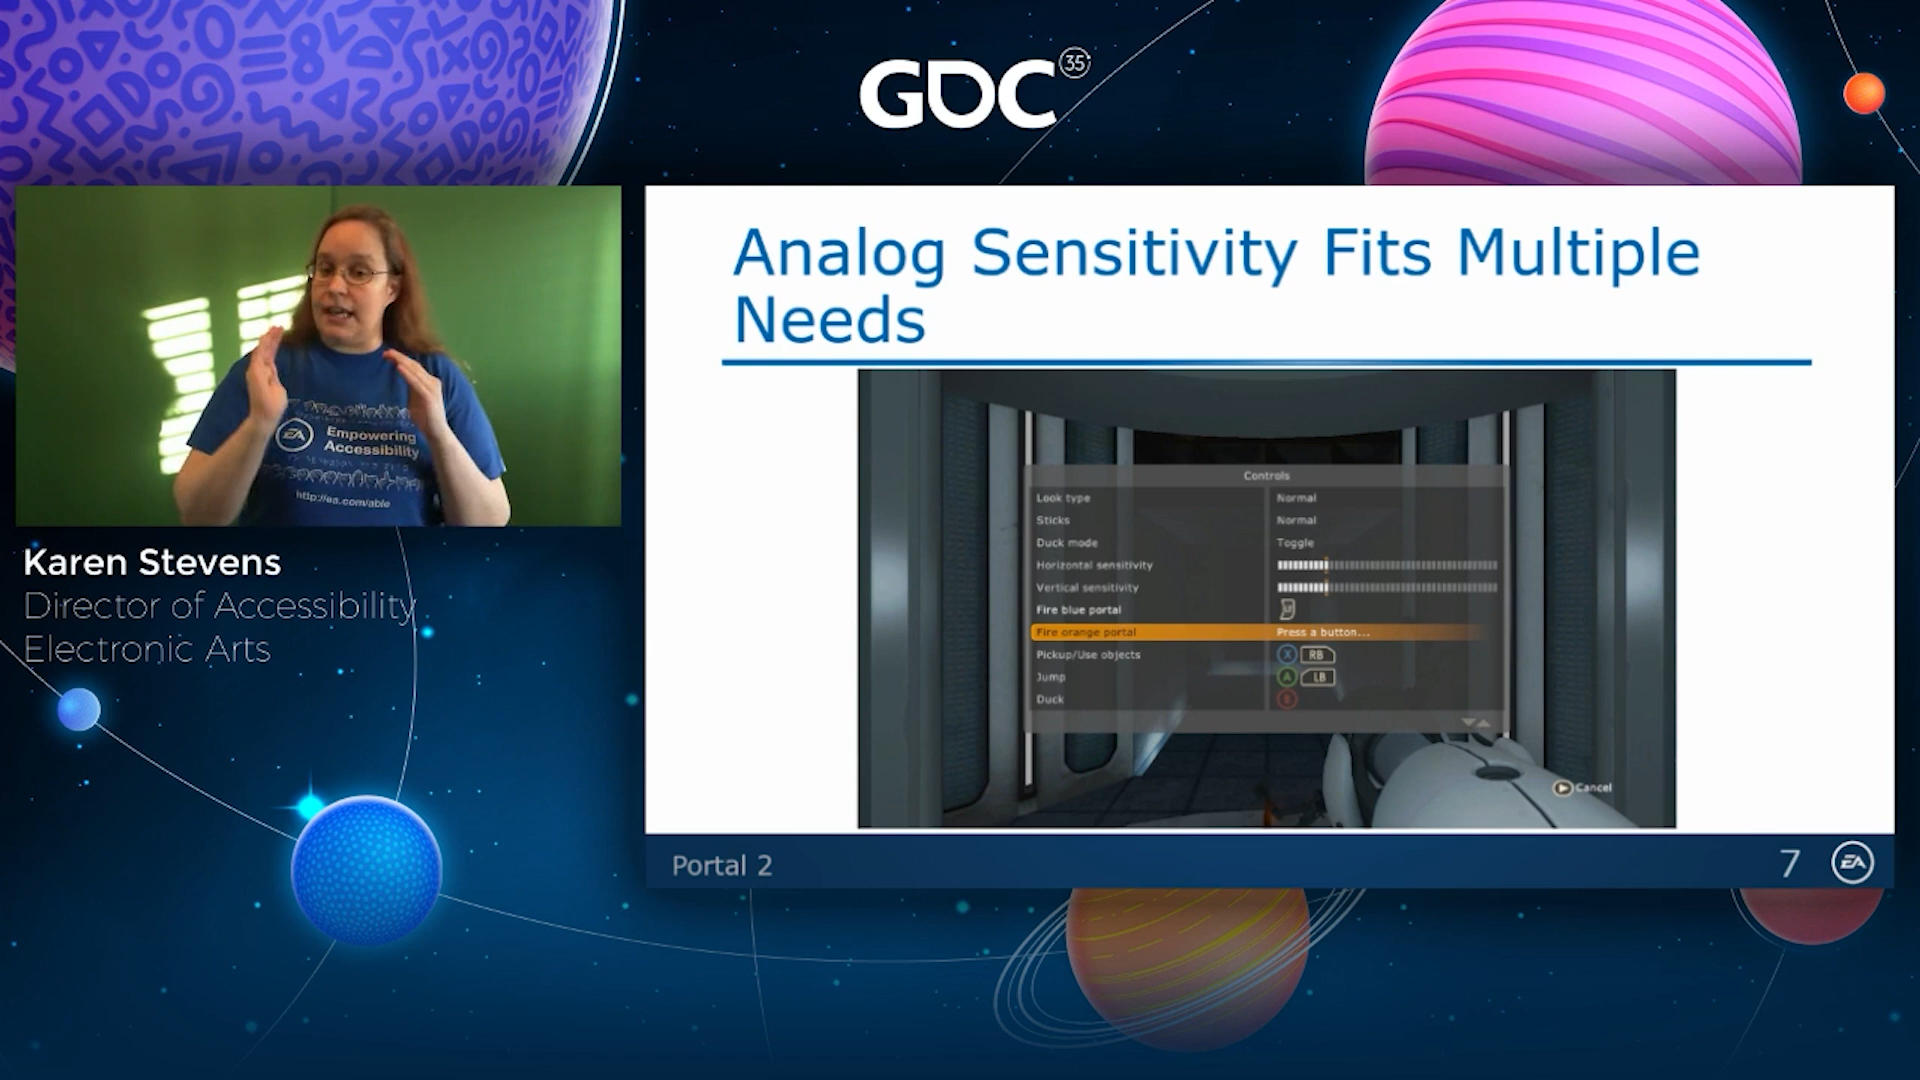 GDC 35
Analog Sensitivity Fits Multiple
Needs
EA
Empowering
Accessibility
http://ea.com/able
Karen Stevens
Director of Accessibility
Electronic Arts
Controls
Look type Normal
Sticks Normal
Duck mode Toggle
Horizontal sensitivity
Vertical sensitivity
Fire blue portal
Fire orange portal Press a button...
Pickup/Use objects X RB
Jump A LB
Duck B
Cancel
Portal 2
7 EA